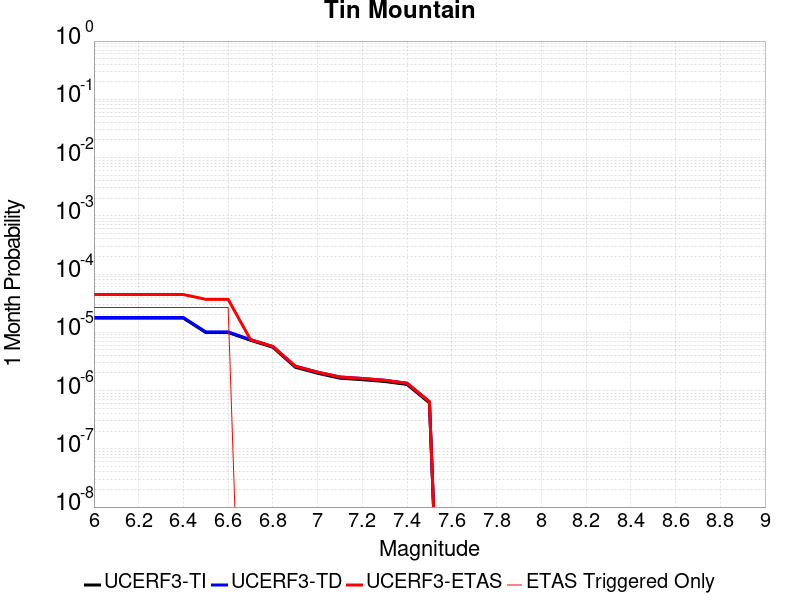 Tin Mountain
1 Month Probability
10^0
10^-1
10^-2
10^-3
10^-4
10^-5
10^-6
10^-7
10^-8
6 6.2 6.4 6.6 6.8 7 7.2 7.4 7.6 7.8 8 8.2 8.4 8.6 8.8 9
Magnitude
UCERF3-TI UCERF3-TD UCERF3-ETAS ETAS Triggered Only